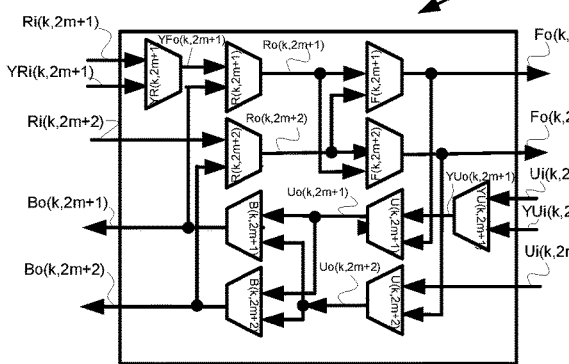 Ri(k,2m+1)
YFo(k,2m+1)
Ro(k,2m+1)
Fo(k,
YRi(k,2m+1)
YR(k,2m+1)
R(k,2m+1)
F(k,2m+1)
Ri(k,2m+2)
Ro(k,2m+2)
Fo(k,2
R(k,2m+2)
F(k,2m+2)
YUo(k,2m+1)
Ui(k,2
Bo(k,2m+1)
B(k,2m+1)
Uo(k,2m+1)
U(k,2m+1)
YU(k,2m+1)
YUi(k,2
Bo(k,2m+2)
B(k,2m+2)
Uo(k,2m+2)
U(k,2m+2)
Ui(k,2m